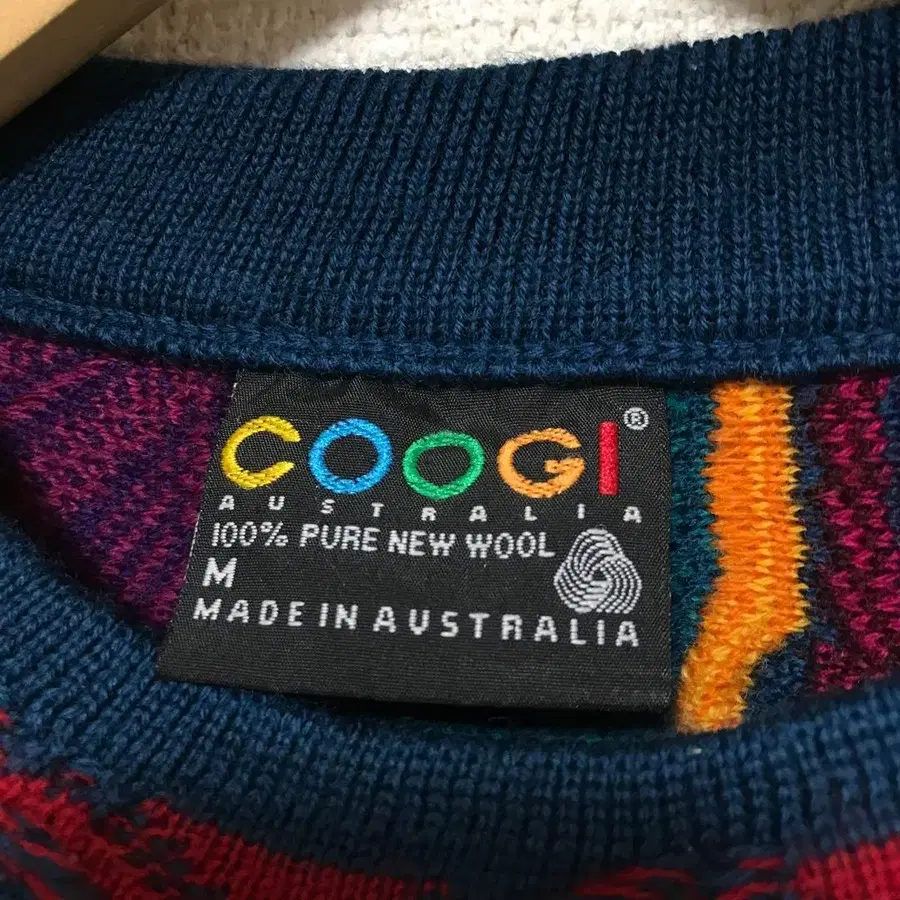 COOGI®
AUSTRALIA
100% PURE NEW WOOL
M
MADE IN AUSTRALIA